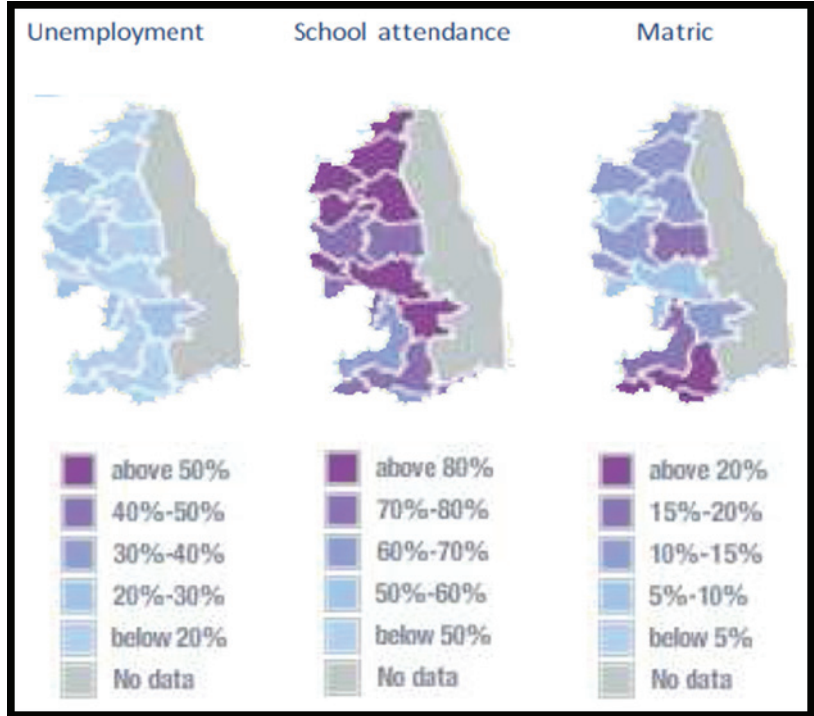 Unemployment School attendance Matric
above 50% above 80% above 20%
40%-50% 70%-80% 15%-20%
30%-40% 60%-70% 10%-15%
20%-30% 50%-60% 5%-10%
below 20% below 50% below 5%
No data No data No data